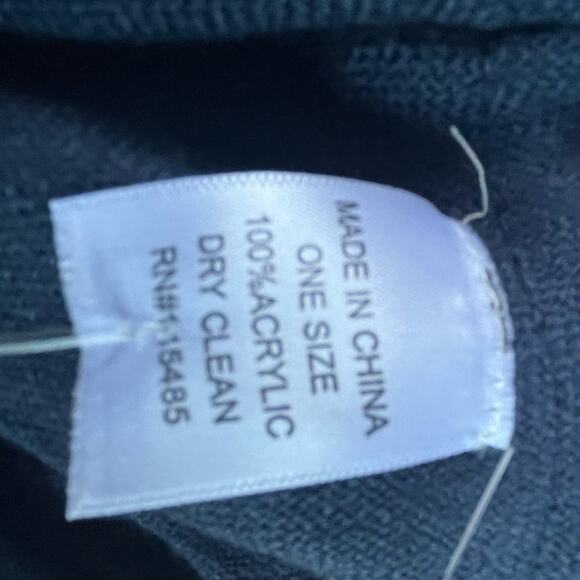 MADE IN CHINA
ONE SIZE
100%ACRYLIC
DRY CLEAN
RN#115485